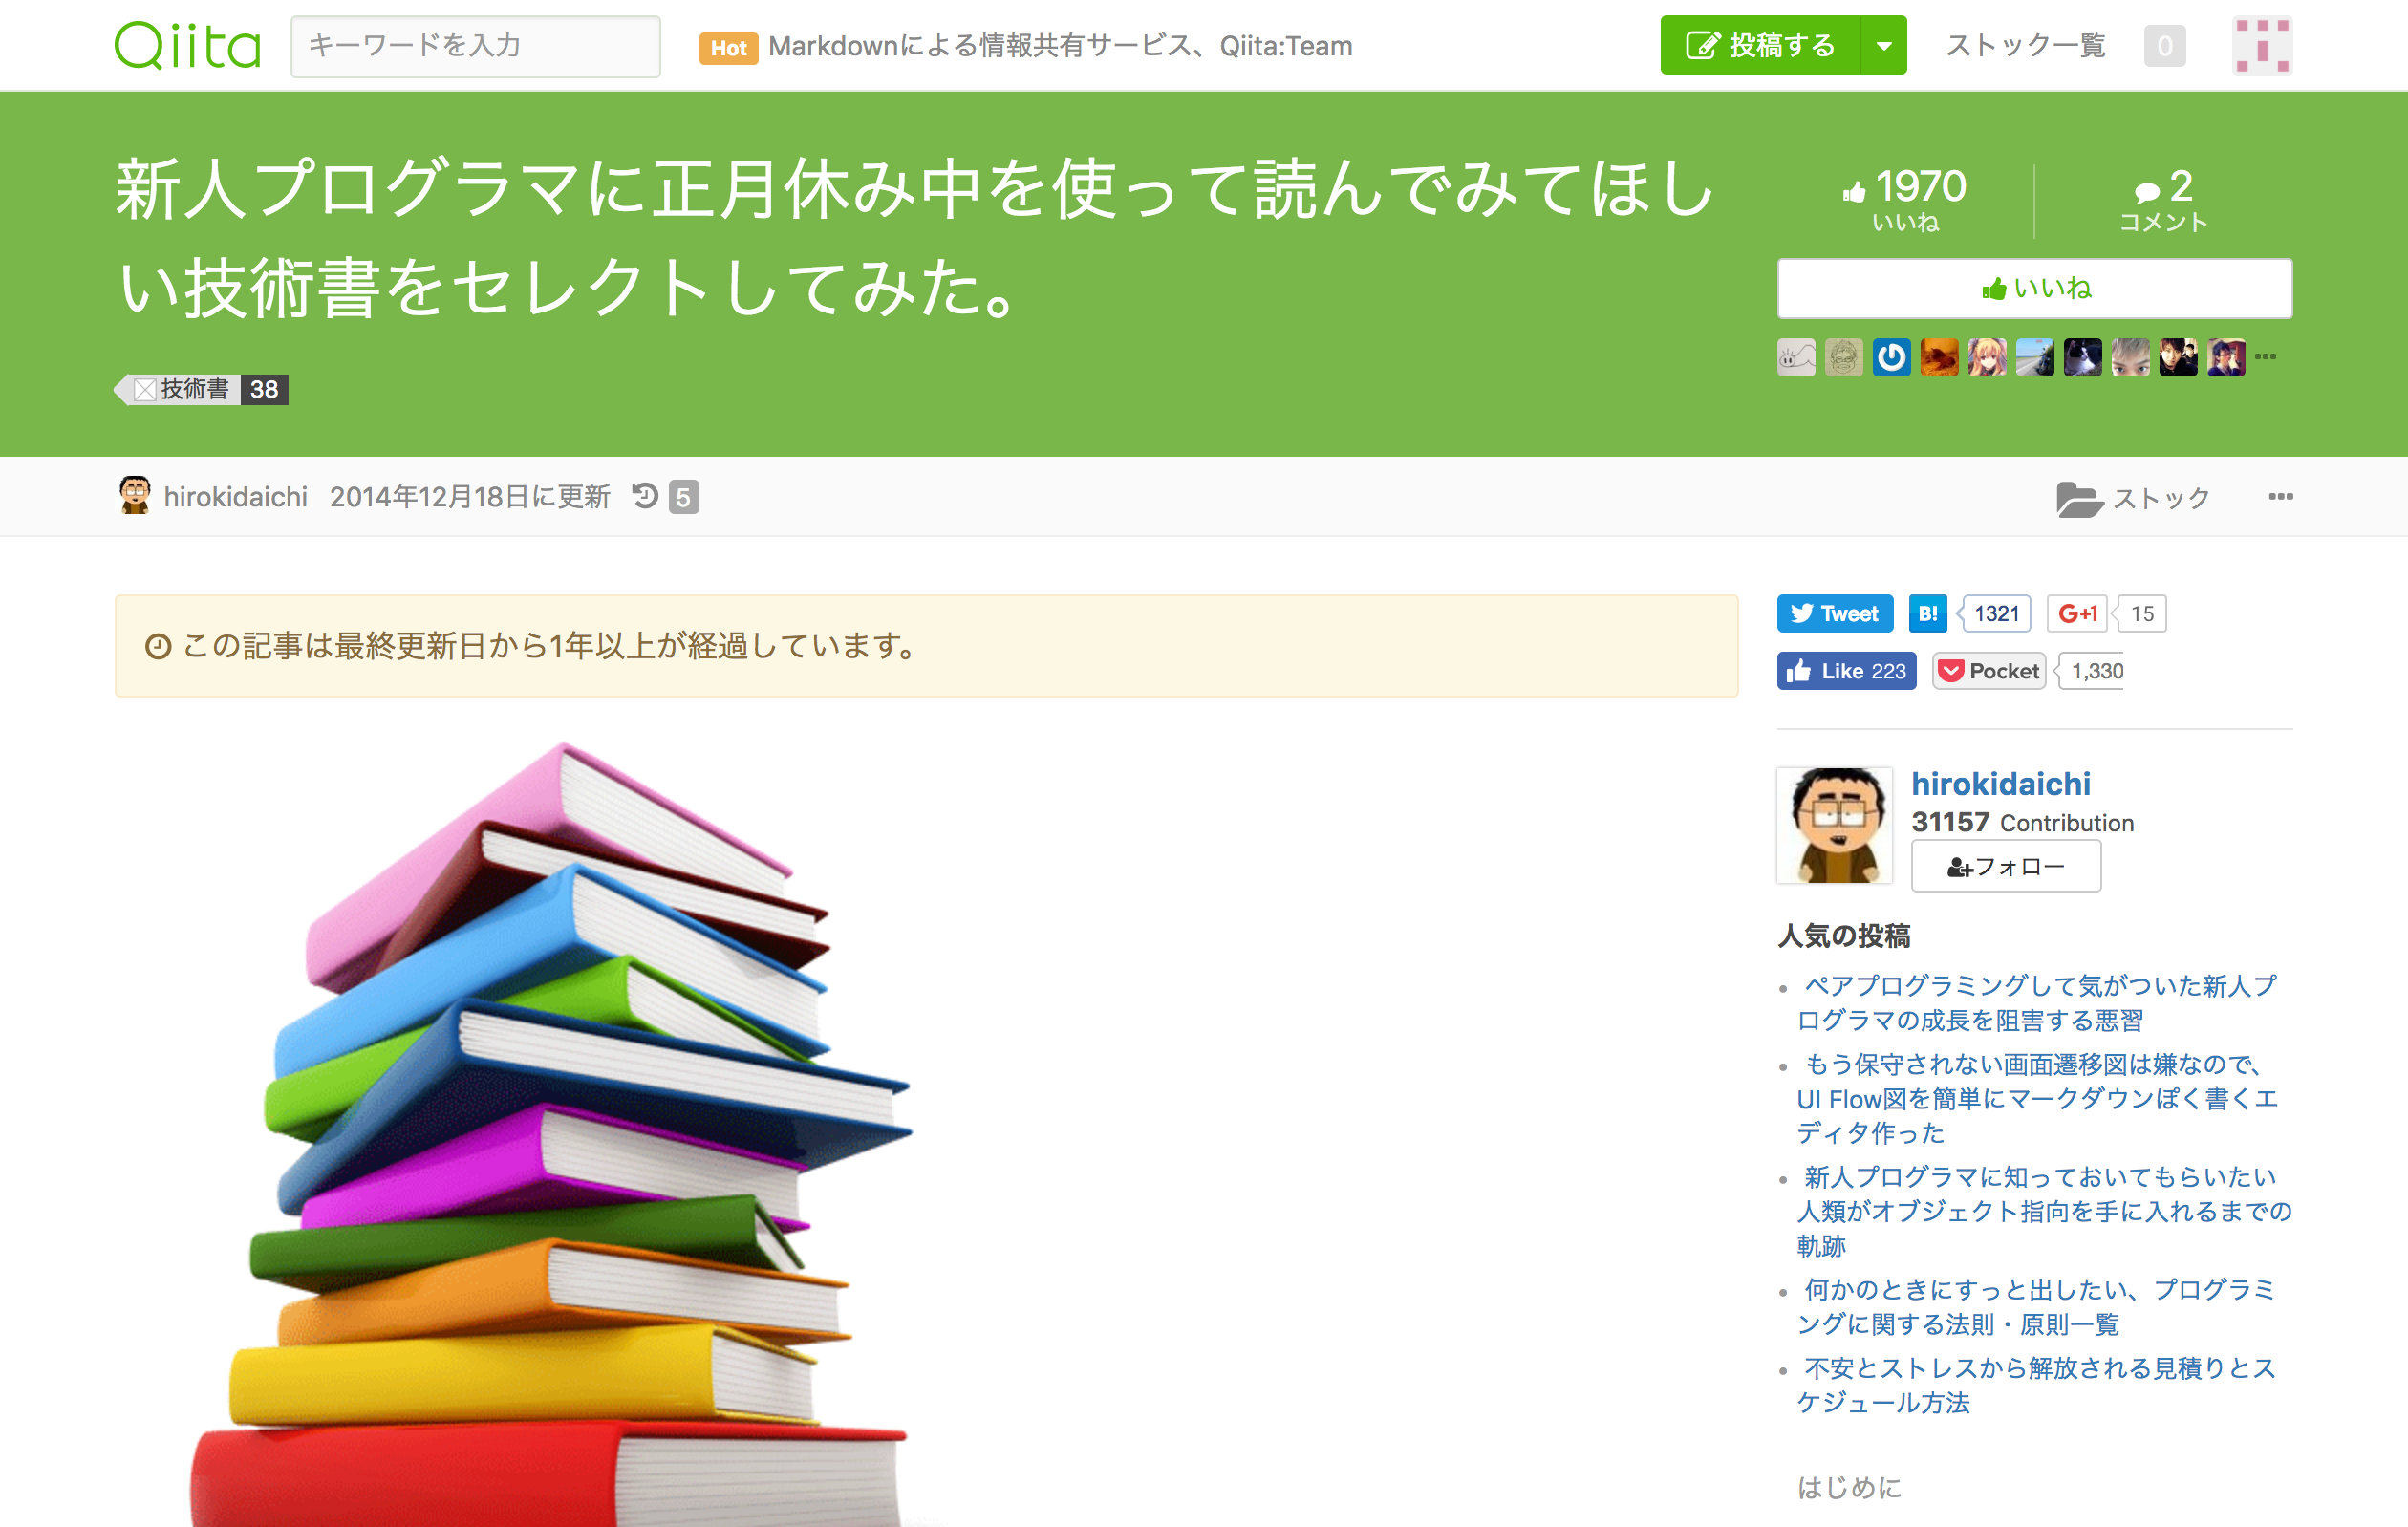 Qiita
キーワードを入力
Hot Markdownによる情報共有サービス、Qiita:Team
投稿する
ストック一覧
0
新人プログラマに正月休み中を使って読んでみてほし
い技術書をセレクトしてみた。
技術書 38
1970
いいね
2
コメント
いいね
hirokidaichi 2014年12月18日に更新 5
ストック
この記事は最終更新日から1年以上が経過しています。
Tweet B! 1321 G+1 15
Like 223 Pocket 1,330
hirokidaichi
31157 Contribution
フォロー
人気の投稿
ペアプログラミングして気がついた新人プ
ログラマの成長を阻害する悪習
もう保守されない画面遷移図は嫌なので、
UI Flow図を簡単にマークダウンぽく書くエ
ディタ作った
新人プログラマに知っておいてもらいたい
人類がオブジェクト指向を手に入れるまでの
軌跡
何かのときにすっと出したい、プログラミ
ングに関する法則・原則一覧
不安とストレスから解放される見積りとス
ケジュール方法
はじめに